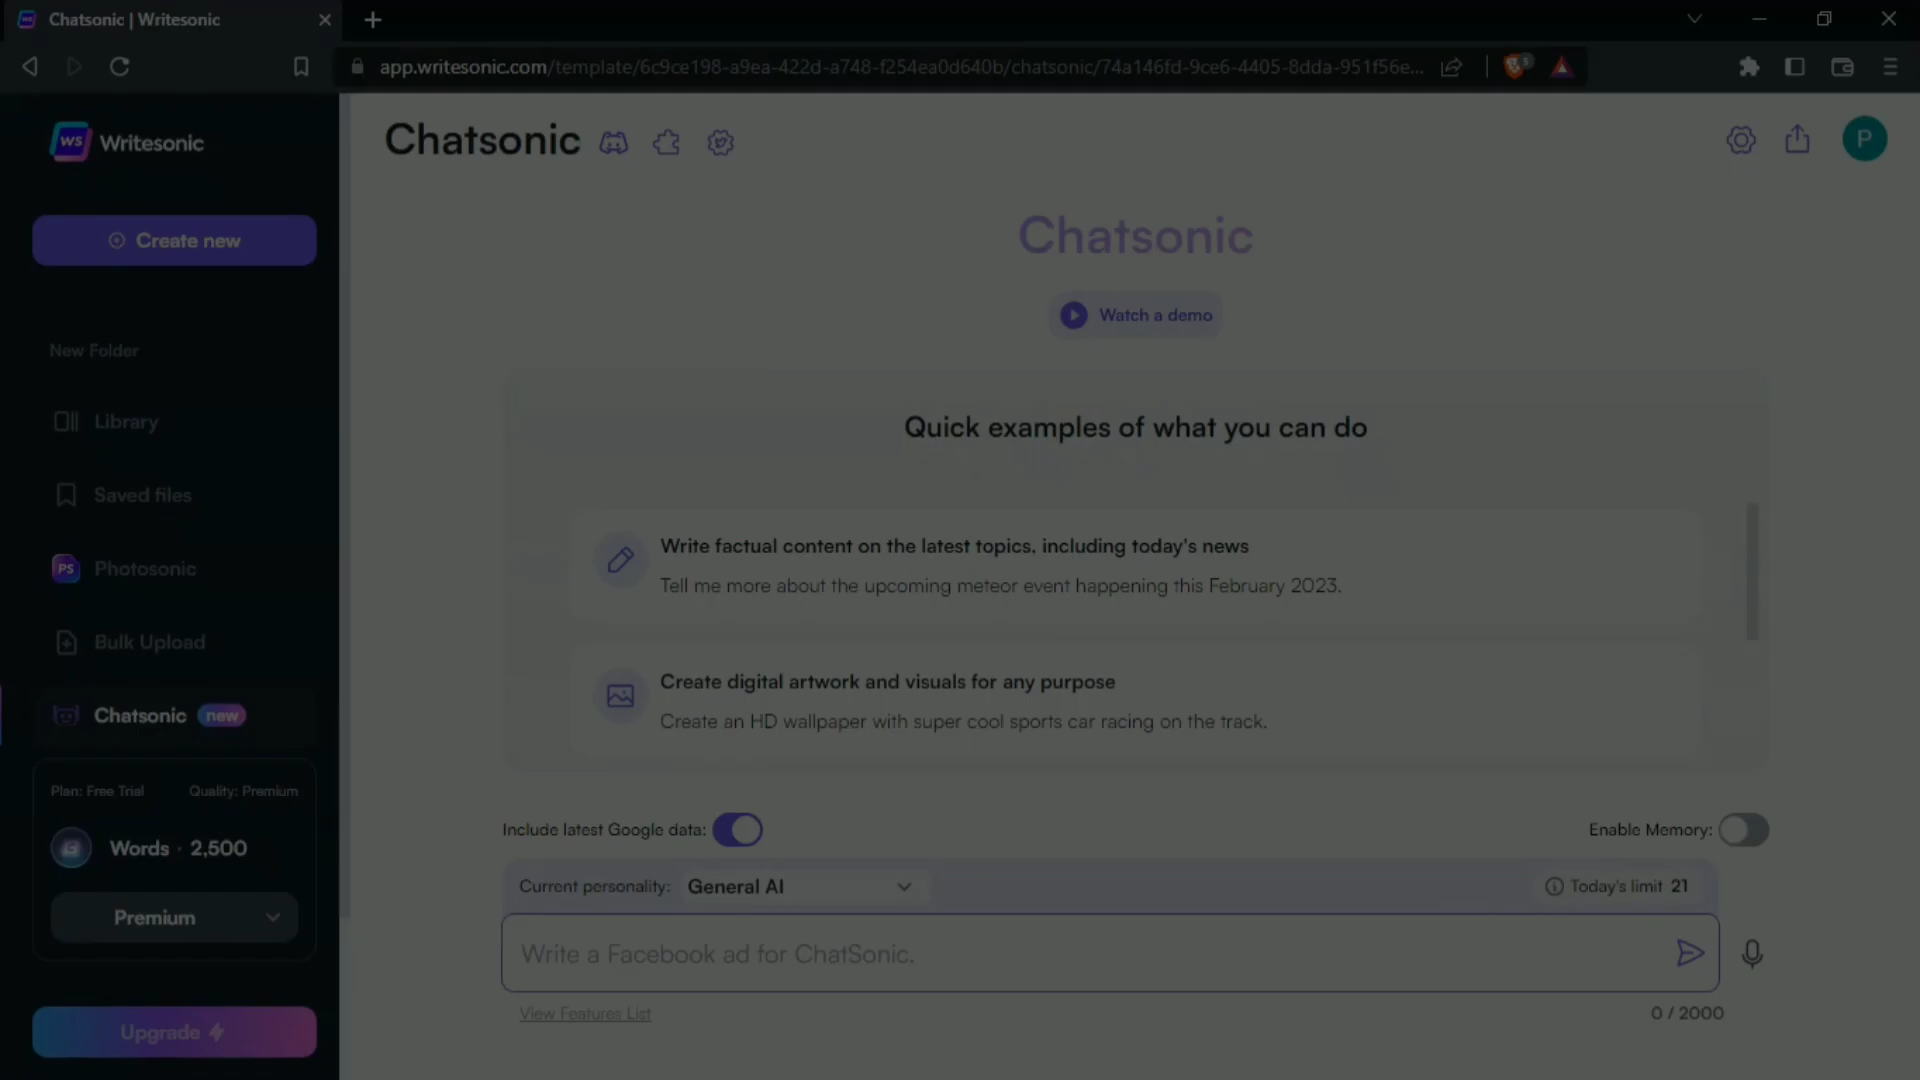 Chatsonic | Writesonic
app.writesonic.com/template/6c9ce198-a9ea-422d-a748-f254ea0d640b/chatsonic/74a146fd-9ce6-4405-8dda-951f56e...
5
WS Writesonic
Create new
New Folder
Library
Saved files
PS Photosonic
Bulk Upload
Chatsonic new
Plan: Free Trial Quality: Premium
G Words · 2,500
Premium
Upgrade
Chatsonic
P
Chatsonic
Watch a demo
Quick examples of what you can do
Write factual content on the latest topics, including today's news
Tell me more about the upcoming meteor event happening this February 2023.
Create digital artwork and visuals for any purpose
Create an HD wallpaper with super cool sports car racing on the track.
Include latest Google data:
Enable Memory:
Current personality: General AI
Today's limit 21
Write a Facebook ad for ChatSonic.
View Features List
0 / 2000